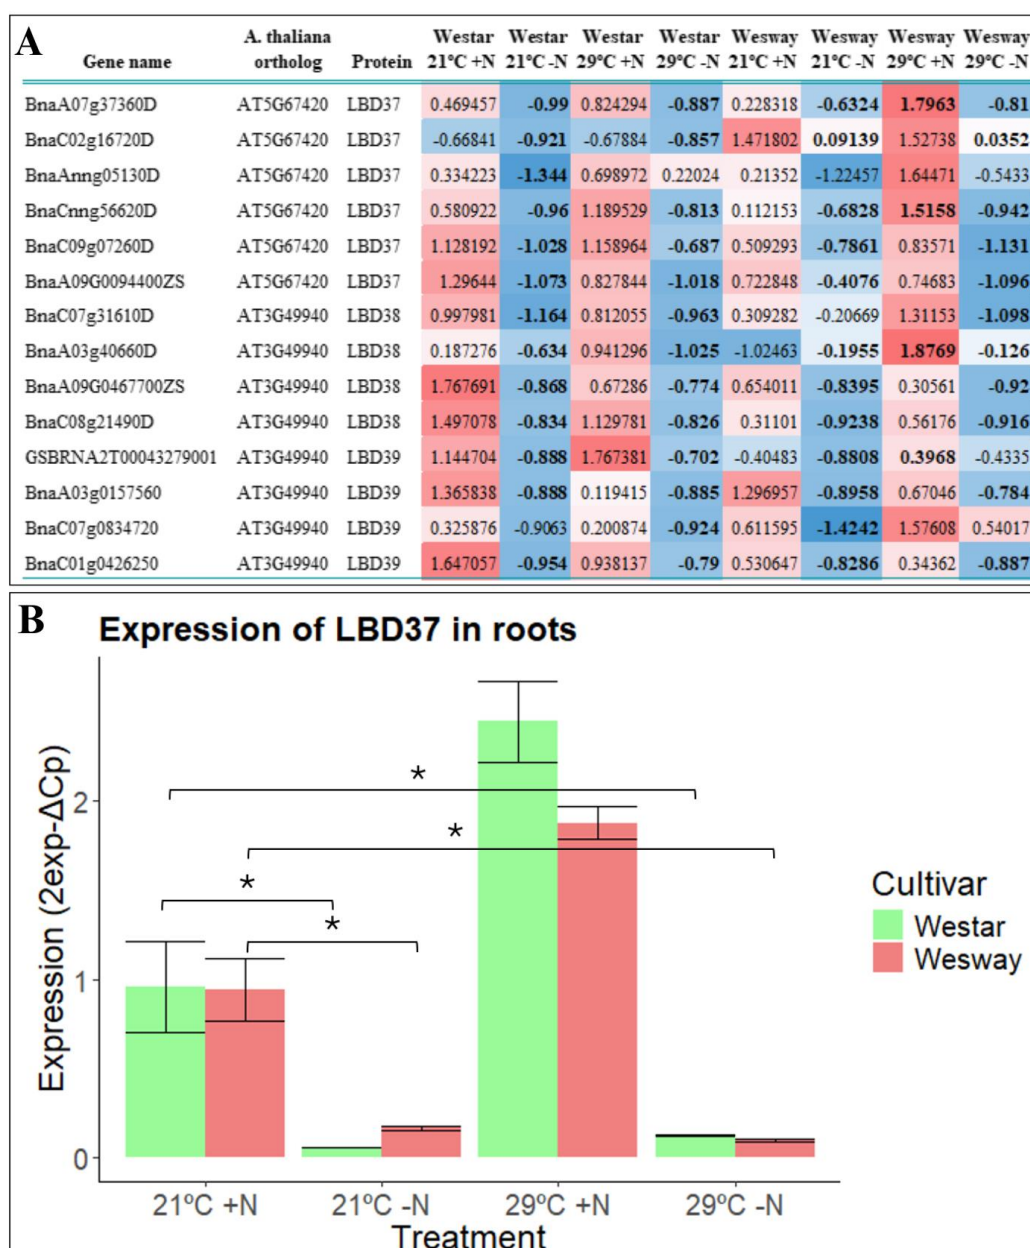 A
Gene name A. thaliana ortholog Protein Westar 21ºC +N Westar 21ºC -N Westar 29ºC +N Westar 29ºC -N Wesway 21ºC +N Wesway 21ºC -N Wesway 29ºC +N Wesway 29ºC -N
BnaA07g37360D AT5G67420 LBD37 0.469457 -0.99 0.824294 -0.887 0.228318 -0.6324 1.7963 -0.81
BnaC02g16720D AT5G67420 LBD37 -0.66841 -0.921 -0.67884 -0.857 1.471802 0.09139 1.52738 0.0352
BnaAnng05130D AT5G67420 LBD37 0.334223 -1.344 0.698972 0.22024 0.21352 -1.22457 1.64471 -0.5433
BnaCnng56620D AT5G67420 LBD37 0.580922 -0.96 1.189529 -0.813 0.112153 -0.6828 1.5158 -0.942
BnaC09g07260D AT5G67420 LBD37 1.128192 -1.028 1.158964 -0.687 0.509293 -0.7861 0.83571 -1.131
BnaA09G0094400ZS AT5G67420 LBD37 1.29644 -1.073 0.827844 -1.018 0.722848 -0.4076 0.74683 -1.096
BnaC07g31610D AT3G49940 LBD38 0.997981 -1.164 0.812055 -0.963 0.309282 -0.20669 1.31153 -1.098
BnaA03g40660D AT3G49940 LBD38 0.187276 -0.634 0.941296 -1.025 -1.02463 -0.1955 1.8769 -0.126
BnaA09G0467700ZS AT3G49940 LBD38 1.767691 -0.868 0.67286 -0.774 0.654011 -0.8395 0.30561 -0.92
BnaC08g21490D AT3G49940 LBD38 1.497078 -0.834 1.129781 -0.826 0.31101 -0.9238 0.56176 -0.916
GSBRNA2T00043279001 AT3G49940 LBD39 1.144704 -0.888 1.767381 -0.702 -0.40483 -0.8808 0.3968 -0.4335
BnaA03g0157560 AT3G49940 LBD39 1.365838 -0.888 0.119415 -0.885 1.296957 -0.8958 0.67046 -0.784
BnaC07g0834720 AT3G49940 LBD39 0.325876 -0.9063 0.200874 -0.924 0.611595 -1.4242 1.57608 0.54017
BnaC01g0426250 AT3G49940 LBD39 1.647057 -0.954 0.938137 -0.79 0.530647 -0.8286 0.34362 -0.887
B
Expression of LBD37 in roots
Expression (2exp-ΔCp)
2
1
0
*
*
*
*
21ºC +N 21ºC -N 29ºC +N 29ºC -N
Treatment
Cultivar
Westar
Wesway